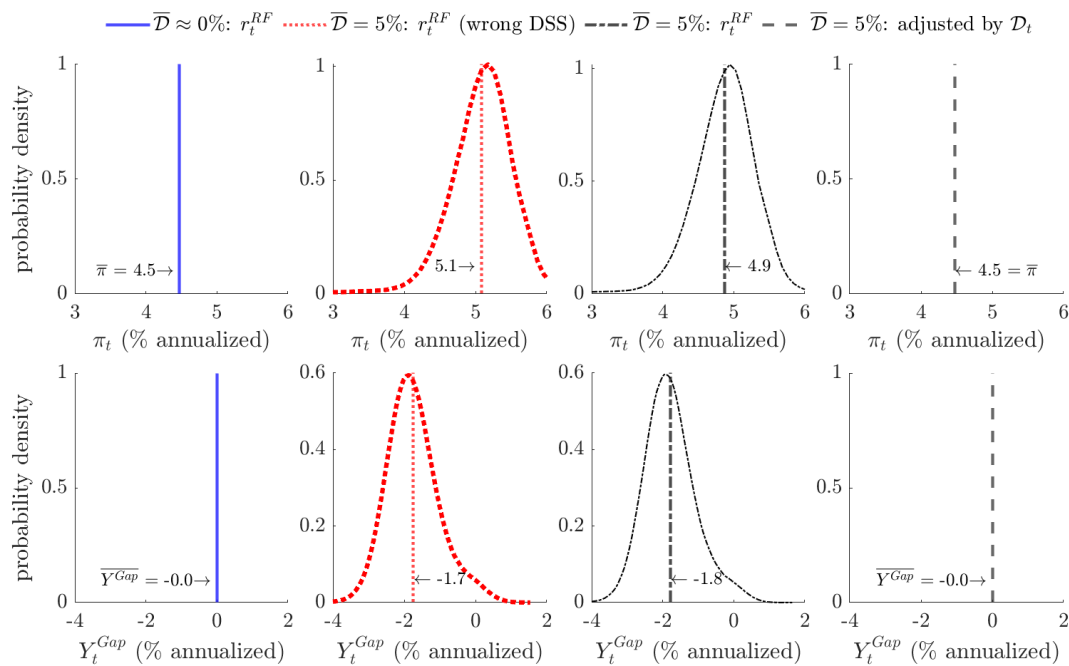 D̅ ≈ 0%: r_t^{RF} D̅ = 5%: r_t^{RF} (wrong DSS) D̅ = 5%: r_t^{RF} D̅ = 5%: adjusted by D_t
probability density
1
0.5
0
π̅ = 4.5→
3 4 5 6
π_t (% annualized)
1
0.5
0
5.1→
3 4 5 6
π_t (% annualized)
1
0.5
0
← 4.9
3 4 5 6
π_t (% annualized)
1
0.5
0
← 4.5 = π̅
3 4 5 6
π_t (% annualized)
probability density
1
0.5
0
\overline{Y^{Gap}} = -0.0→
-4 -2 0 2
Y_t^{Gap} (% annualized)
0.6
0.4
0.2
0
← -1.7
-4 -2 0 2
Y_t^{Gap} (% annualized)
0.6
0.4
0.2
0
← -1.8
-4 -2 0 2
Y_t^{Gap} (% annualized)
1
0.5
0
\overline{Y^{Gap}} = -0.0→
-4 -2 0 2
Y_t^{Gap} (% annualized)